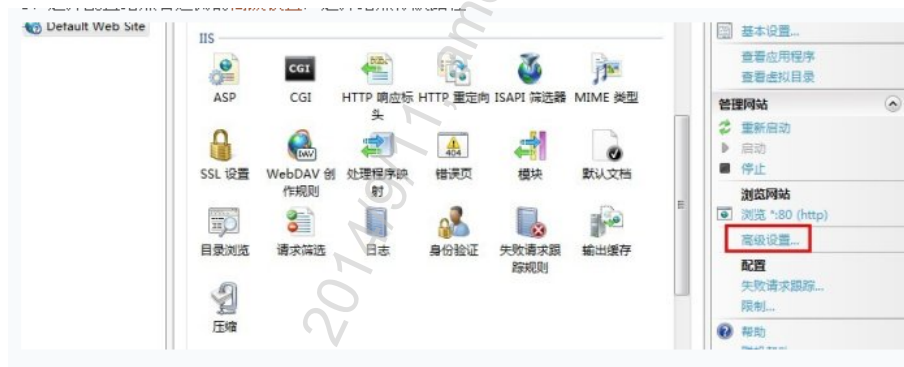 Default Web Site
IIS
ASP
CGI
HTTP 响应标头
HTTP 重定向
ISAPI 筛选器
MIME 类型
SSL 设置
WebDAV 创作规则
处理程序映射
错误页
模块
默认文档
目录浏览
请求筛选
日志
身份验证
失败请求跟踪规则
输出缓存
压缩
基本设置...
查看应用程序
查看虚拟目录
管理网站
重新启动
启动
停止
浏览网站
浏览 *:80 (http)
高级设置...
配置
失败请求跟踪...
限制...
帮助